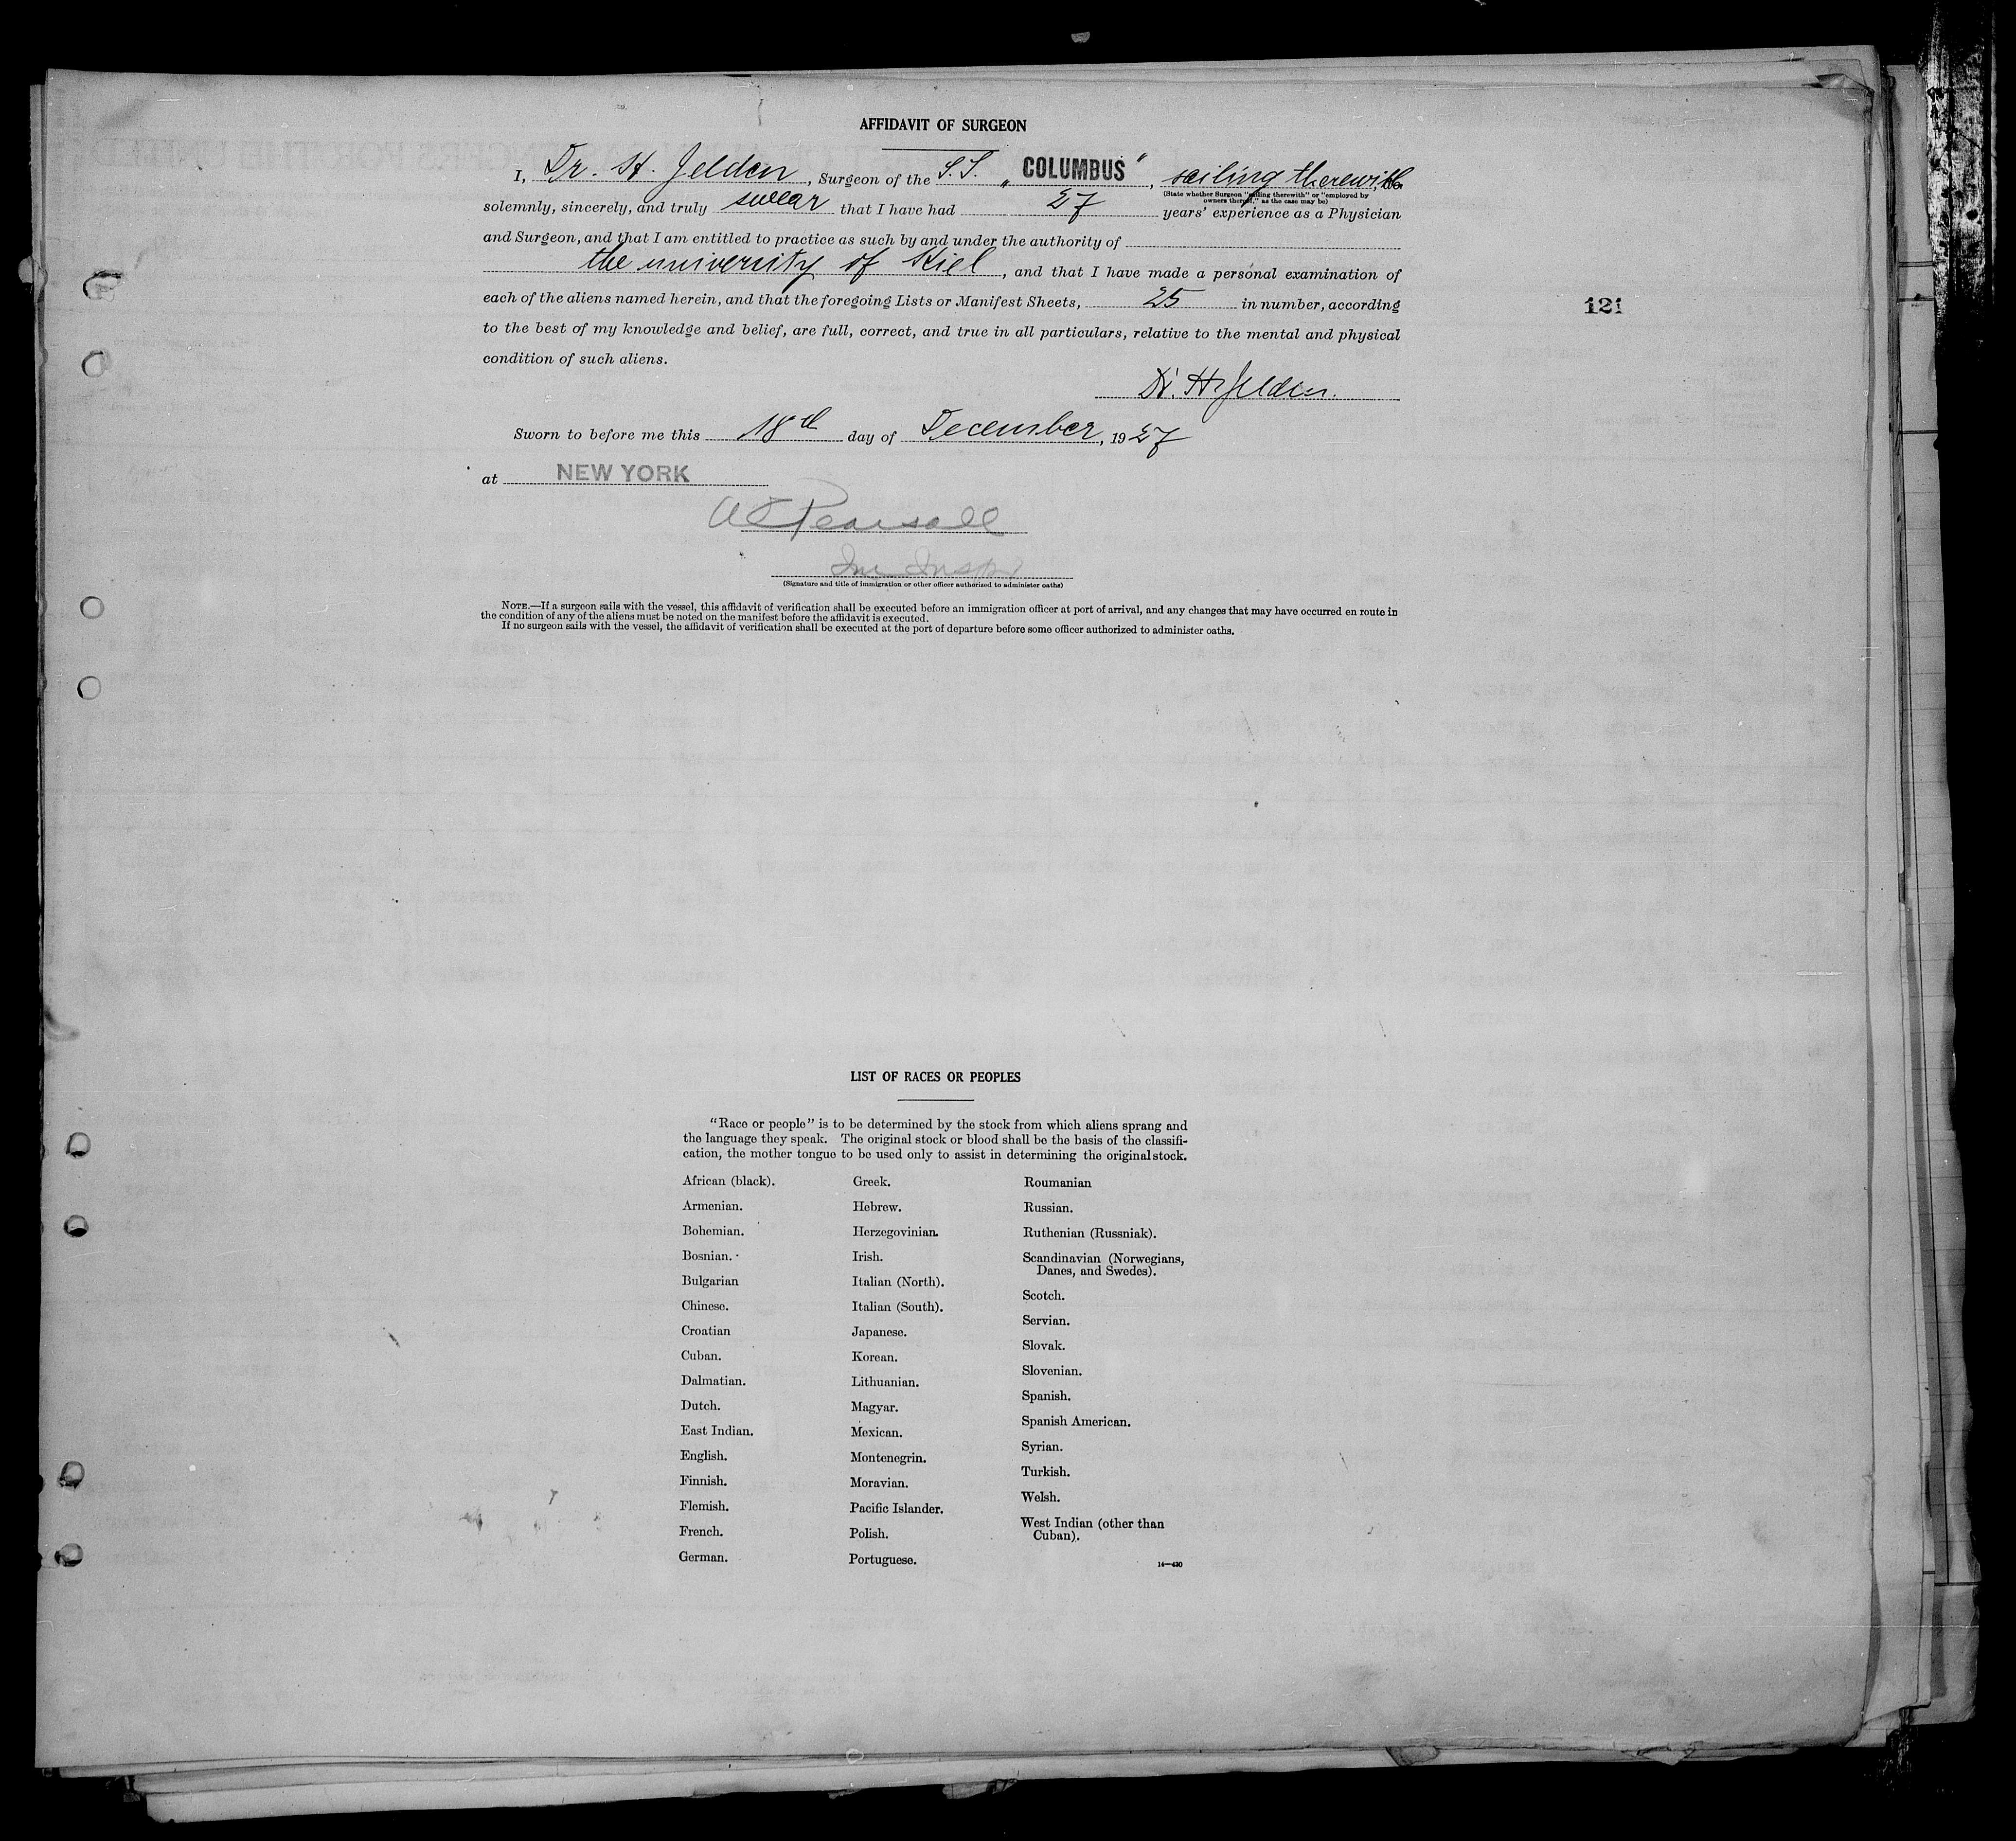 AFFIDAVIT OF SURGEON
I, Dr. H. Jelden, Surgeon of the S.S. „COLUMBUS“, sailing therewith
(State whether Surgeon "sailing therewith" or "employed by
owners thereof," as the case may be)
solemnly, sincerely, and truly swear that I have had 27 years' experience as a Physician
and Surgeon, and that I am entitled to practice as such by and under the authority of
the university of Kiel, and that I have made a personal examination of
each of the aliens named herein, and that the foregoing Lists or Manifest Sheets, 25 in number, according
121
to the best of my knowledge and belief, are full, correct, and true in all particulars, relative to the mental and physical
condition of such aliens.
Dr. H. Jelden.
Sworn to before me this 18th day of December, 1927
at NEW YORK
A C Pearsall
Im Inspr
(Signature and title of immigration or other officer authorized to administer oaths)
NOTE.—If a surgeon sails with the vessel, this affidavit of verification shall be executed before an immigration officer at port of arrival, and any changes that may have occurred en route in
the condition of any of the aliens must be noted on the manifest before the affidavit is executed.
If no surgeon sails with the vessel, the affidavit of verification shall be executed at the port of departure before some officer authorized to administer oaths.
LIST OF RACES OR PEOPLES
"Race or people" is to be determined by the stock from which aliens sprang and
the language they speak. The original stock or blood shall be the basis of the classifi-
cation, the mother tongue to be used only to assist in determining the original stock.
African (black).
Armenian.
Bohemian.
Bosnian.
Bulgarian
Chinese.
Croatian
Cuban.
Dalmatian.
Dutch.
East Indian.
English.
Finnish.
Flemish.
French.
German.
Greek.
Hebrew.
Herzegovinian.
Irish.
Italian (North).
Italian (South).
Japanese.
Korean.
Lithuanian.
Magyar.
Mexican.
Montenegrin.
Moravian.
Pacific Islander.
Polish.
Portuguese.
Roumanian
Russian.
Ruthenian (Russniak).
Scandinavian (Norwegians,
Danes, and Swedes).
Scotch.
Servian.
Slovak.
Slovenian.
Spanish.
Spanish American.
Syrian.
Turkish.
Welsh.
West Indian (other than
Cuban).
14—430